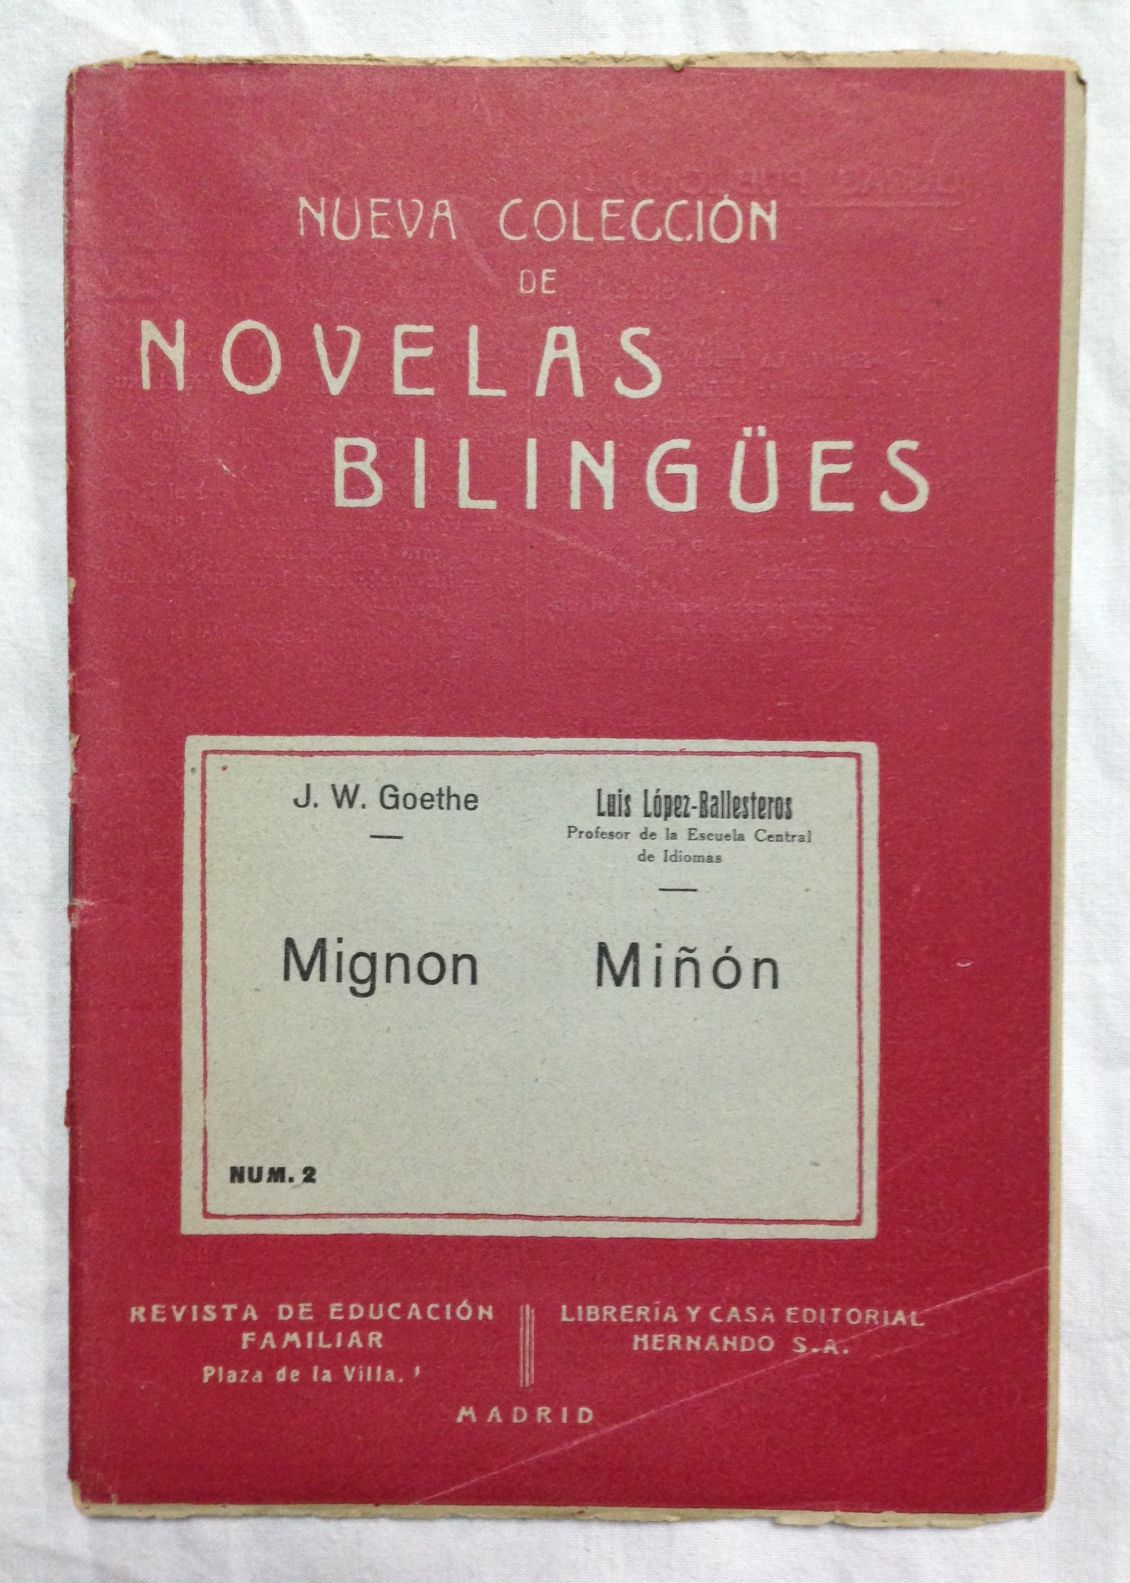 NUEVA COLECCIÓN
DE
NOVELAS
BILINGÜES
J. W. Goethe
Mignon
Luis López-Ballesteros
Profesor de la Escuela Central
de Idiomas
Miñón
NUM. 2
REVISTA DE EDUCACIÓN
FAMILIAR
Plaza de la Villa, 1
LIBRERÍA Y CASA EDITORIAL
HERNANDO S.A.
MADRID